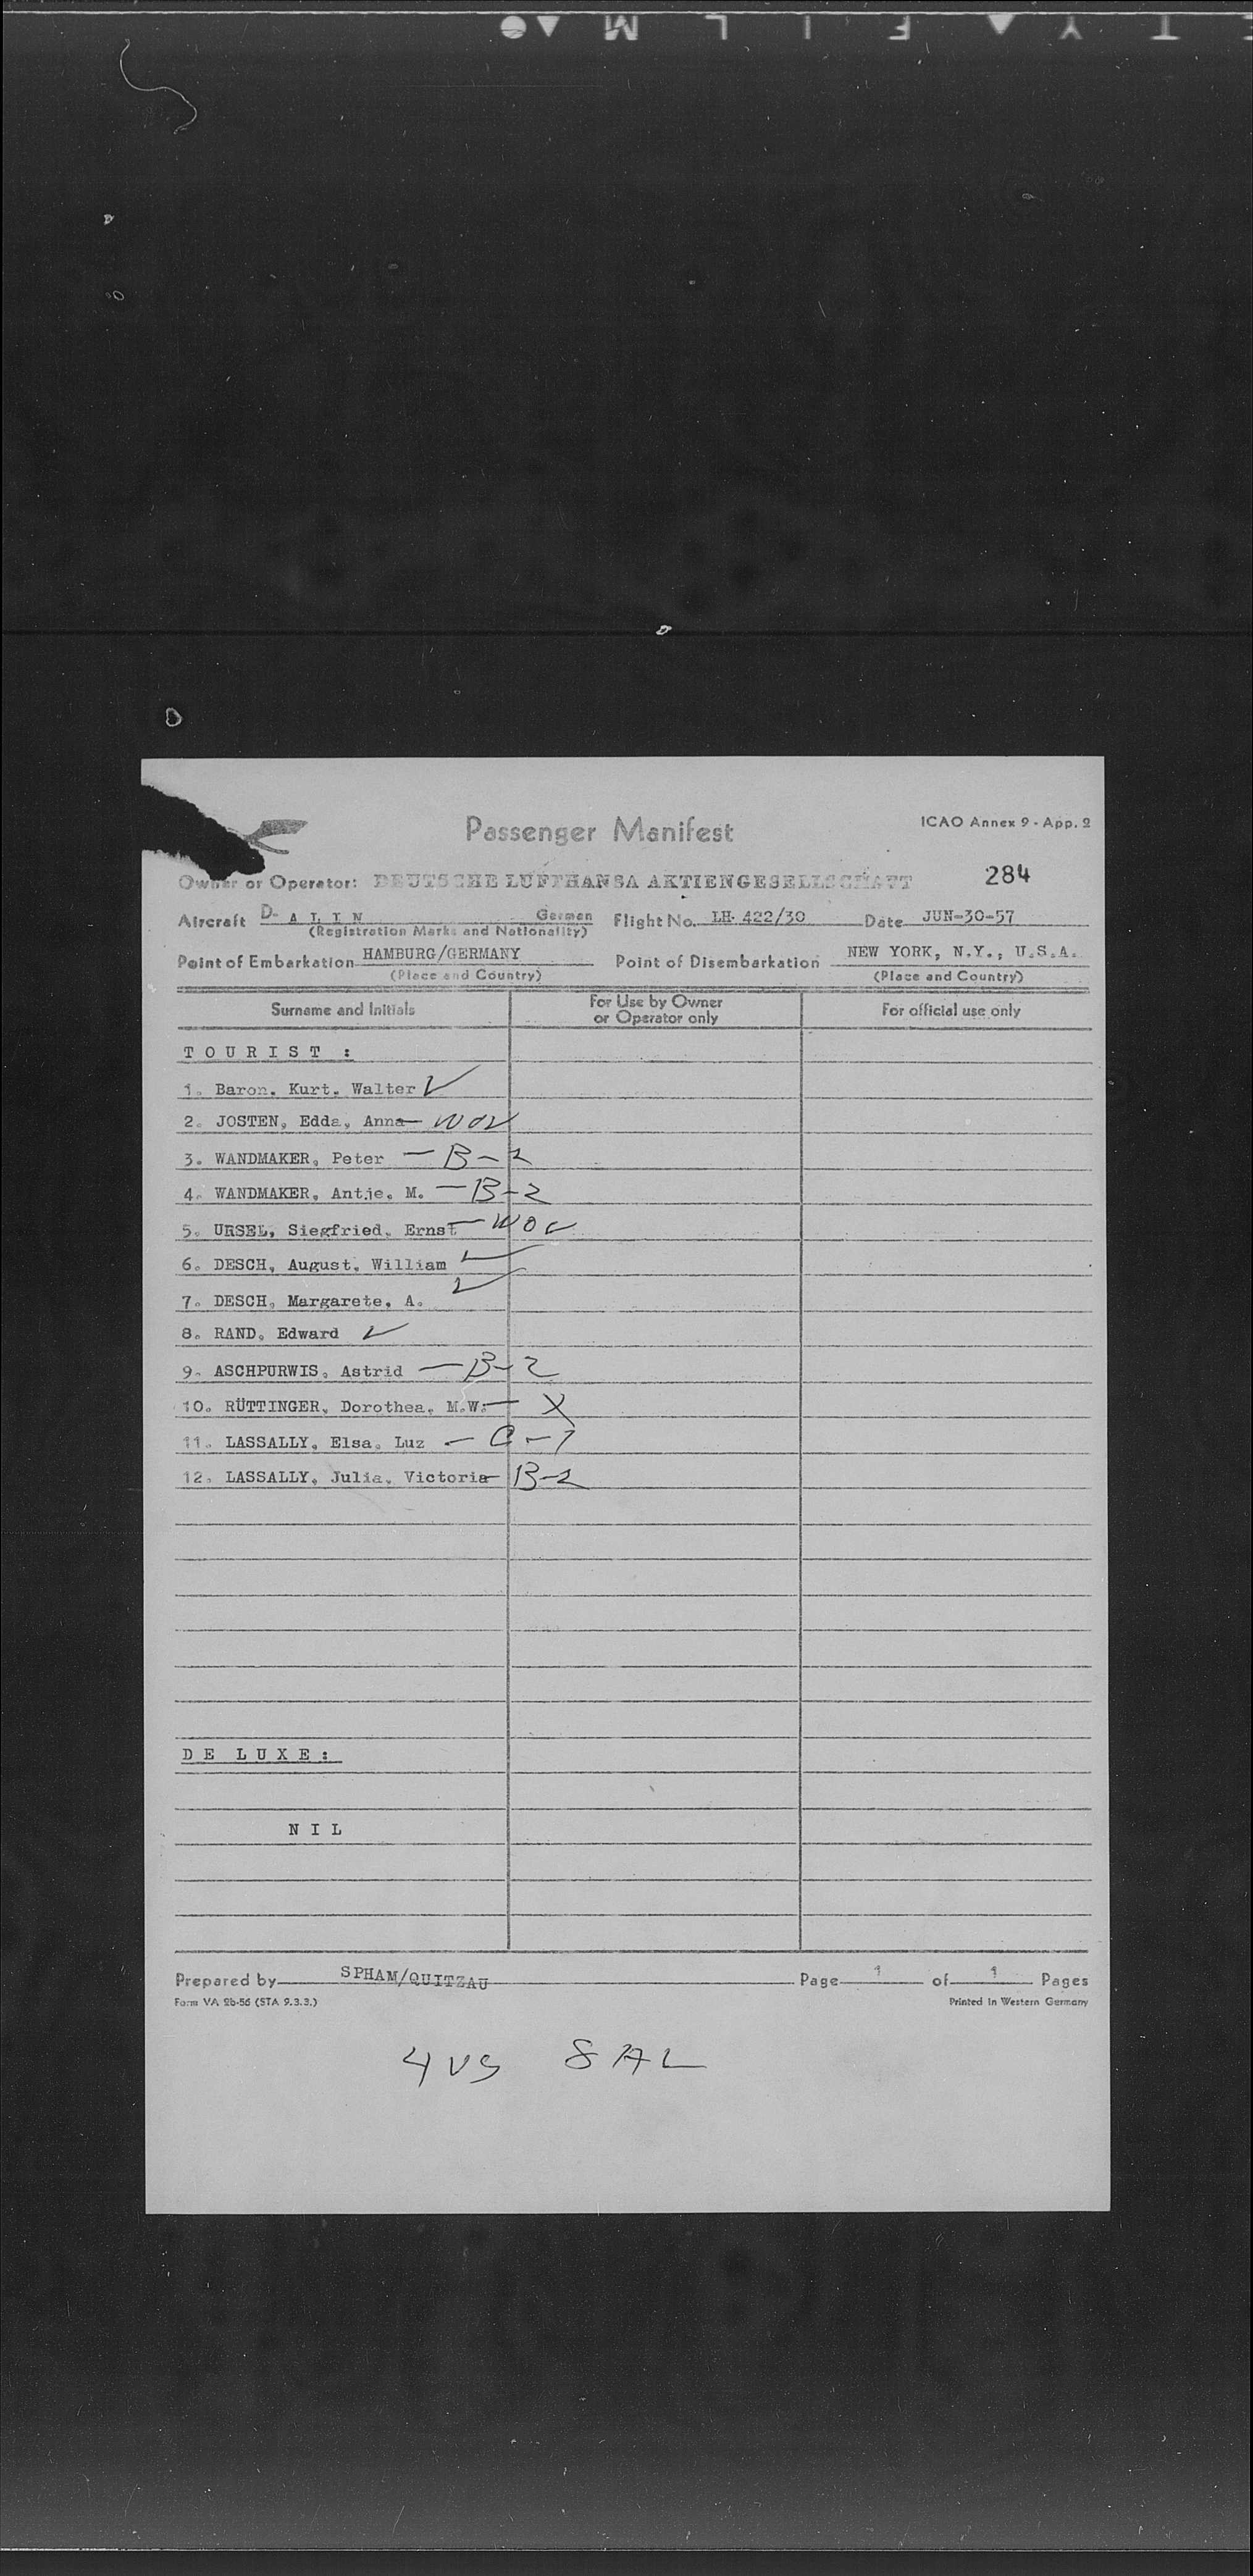 Passenger Manifest
ICAO Annex 9 - App. 2
284
Owner or Operator: DEUTSCHE LUFTHANSA AKTIENGESELLSCHAFT
Aircraft D- A L I N German Flight No. LH- 422/30 Date JUN-30-57
(Registration Marks and Nationality)
Point of Embarkation HAMBURG/GERMANY Point of Disembarkation NEW YORK, N.Y., U.S.A.
(Place and Country) (Place and Country)
Surname and Initials For Use by Owner or Operator only For official use only
T O U R I S T :
1. Baron, Kurt, Walter ✓
2. JOSTEN, Edda, Anna — WOV
3. WANDMAKER, Peter — B-2
4. WANDMAKER, Antje, M. — B-2
5. URSEL, Siegfried, Ernst — WOV
6. DESCH, August, William ✓
7. DESCH, Margarete, A. ✓
8. RAND, Edward ✓
9. ASCHPURWIS, Astrid — B-2
10. RÜTTINGER, Dorothea, M.W. — X
11. LASSALLY, Elsa, Luz —
12. LASSALLY, Julia, Victoria — B-2
D E L U X E :
N I L
Prepared by SPHAM/QUITZAU Page 1 of 1 Pages
Form VA 2b-56 (STA 9.3.3.) Printed in Western Germany
4 US 8 AL